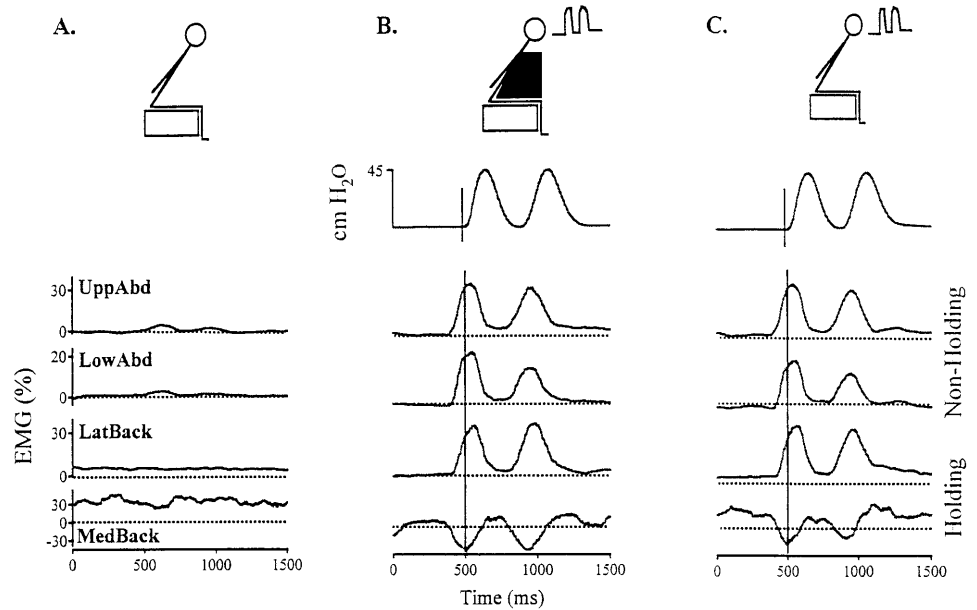 A.
B.
C.
45
cm H₂O
UppAbd
30
0
LowAbd
20
0
LatBack
30
0
30
0
-30
MedBack
EMG (%)
Non-Holding
Holding
0 500 1000 1500
0 500 1000 1500
0 500 1000 1500
Time (ms)